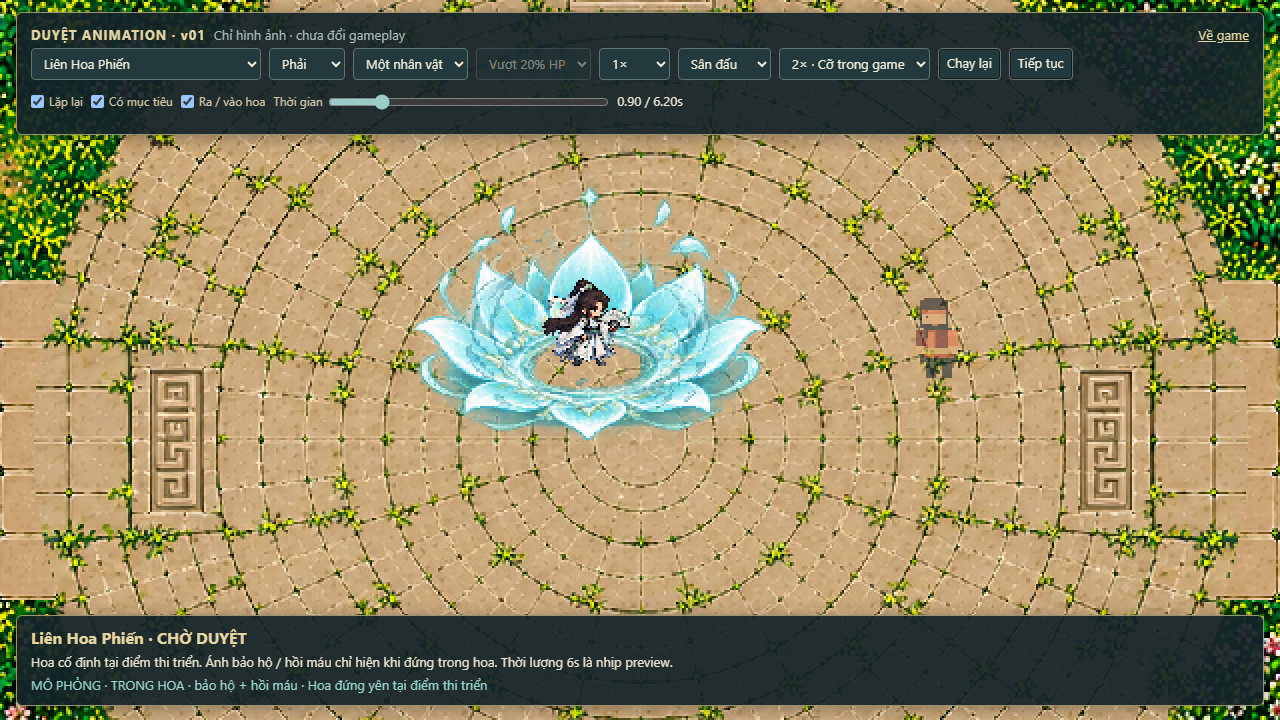 DUYỆT ANIMATION · v01 Chỉ hình ảnh · chưa đổi gameplay Về game
Liên Hoa Phiến Phải Một nhân vật Vượt 20% HP 1× Sân đấu 2× · Cỡ trong game Chạy lại Tiếp tục
Lặp lại Có mục tiêu Ra / vào hoa Thời gian 0.90 / 6.20s
Liên Hoa Phiến · CHỜ DUYỆT
Hoa cố định tại điểm thi triển. Ánh bảo hộ / hồi máu chỉ hiện khi đứng trong hoa. Thời lượng 6s là nhịp preview.
MÔ PHỎNG · TRONG HOA · bảo hộ + hồi máu · Hoa đứng yên tại điểm thi triển